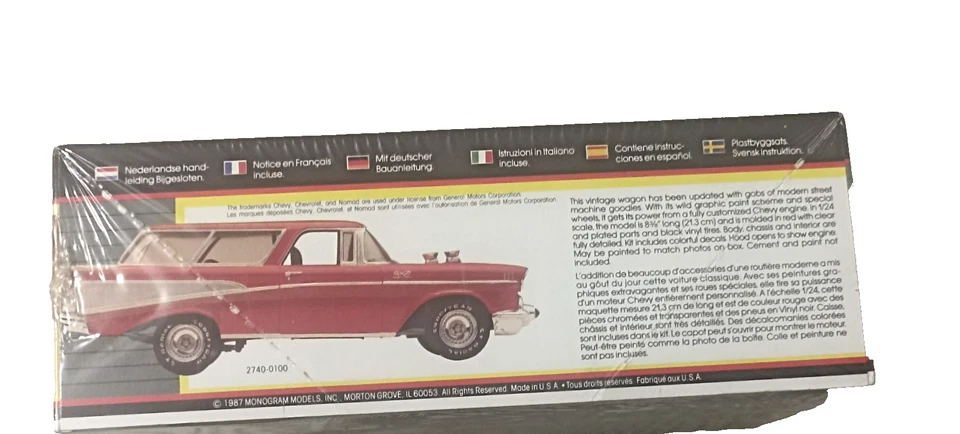 Nederlandse hand-
leiding Bijgesloten.
Notice en Français
incluse.
Mit deutscher
Bauanleitung.
Istruzioni in Italiano
incluse.
Contiene instruc-
ciones en español.
Plastbyggsats.
Svensk instruktion.
The trademarks Chevy, Chevrolet, and Nomad are used under license from General Motors Corporation.
Les marques déposées Chevy, Chevrolet, et Nomad sont utilisées avec l'autorisation de General Motors Corporation.
This vintage wagon has been updated with gobs of modern street
machine goodies. With its wild graphic paint scheme and special
wheels, it gets its power from a fully customized Chevy engine. In 1/24
scale, the model is 8⅜" long (21,3 cm) and is molded in red with clear
and plated parts and black vinyl tires. Body, chassis and interior are
fully detailed. Kit includes colorful decals. Hood opens to show engine.
May be painted to match photos on box. Cement and paint not
included.
L'addition de beaucoup d'accessories d'une routière moderne a mis
au goût du jour cette voiture classique. Avec ses peintures gra-
phiques extravagantes et ses roues spéciales, elle tire sa puissance
d'un moteur Chevy entièrement personnalisé. A l'échelle 1/24, cette
maquette mesure 21,3 cm de long et est de couleur rouge avec des
pièces chromées et transparentes et des pneus en Vinyl noir. Caisse,
châssis et intérieur sont très détaillés. Des décalcomanies colorées
sont incluses dans le kit. Le capot peut s'ouvrir pour montrer le moteur.
Peut-être peinte comme la photo de la boîte. Colle et peinture ne
sont pas incluses.
2740-0100
© 1987 MONOGRAM MODELS, INC., MORTON GROVE, IL 60053. All Rights Reserved. Made in U.S.A. • Tous droits réservés. Fabriqué aux U.S.A.